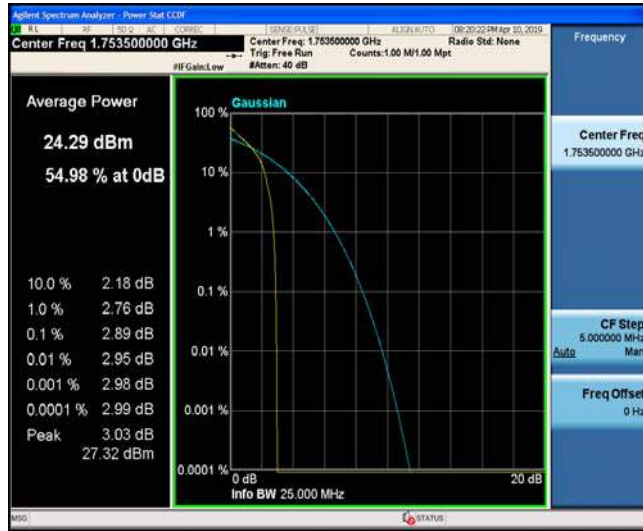 Agilent Spectrum Analyzer - Power Stat CCDF
RL RF 50 Ω AC CORREC SENSE:PULSE ALIGN AUTO 08:20:22 PM Apr 10, 2019
Center Freq 1.753500000 GHz
Center Freq: 1.753500000 GHz Radio Std: None
Trig: Free Run Counts:1.00 M/1.00 Mpt
#IFGain:Low #Atten: 40 dB
Frequency
Average Power
24.29 dBm
54.98 % at 0dB
10.0 % 2.18 dB
1.0 % 2.76 dB
0.1 % 2.89 dB
0.01 % 2.95 dB
0.001 % 2.98 dB
0.0001 % 2.99 dB
Peak 3.03 dB
27.32 dBm
Gaussian
100 %
10 %
1 %
0.1 %
0.01 %
0.001 %
0.0001 %
0 dB 20 dB
Info BW 25.000 MHz
Center Freq
1.753500000 GHz
CF Step
5.000000 MHz
Auto Man
Freq Offset
0 Hz
MSG STATUS